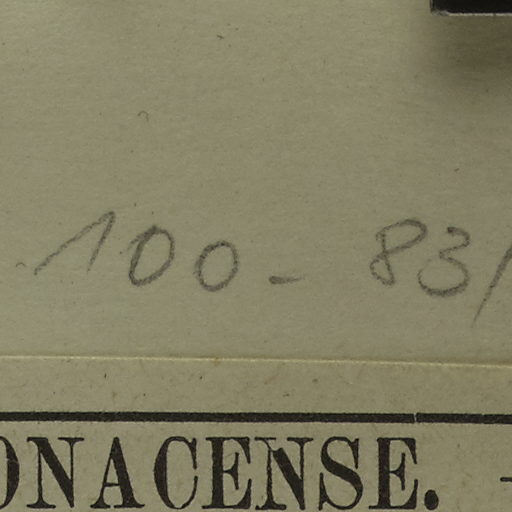 100- 83/
ONACENSE. -